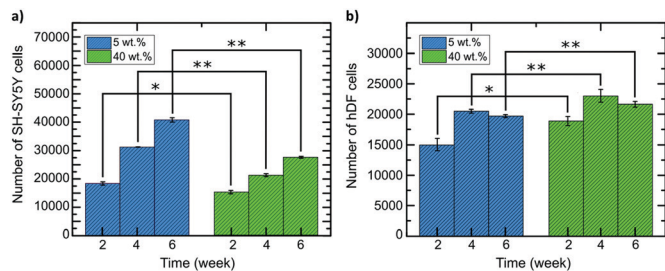 a)
Number of SH-SY5Y cells
75000
70000
60000
50000
40000
30000
20000
10000
0
5 wt.%
40 wt.%
*
**
**
2 4 6 2 4 6
Time (week)
b)
Number of hDF cells
30000
25000
20000
15000
10000
5000
0
5 wt.%
40 wt.%
*
**
**
2 4 6 2 4 6
Time (week)